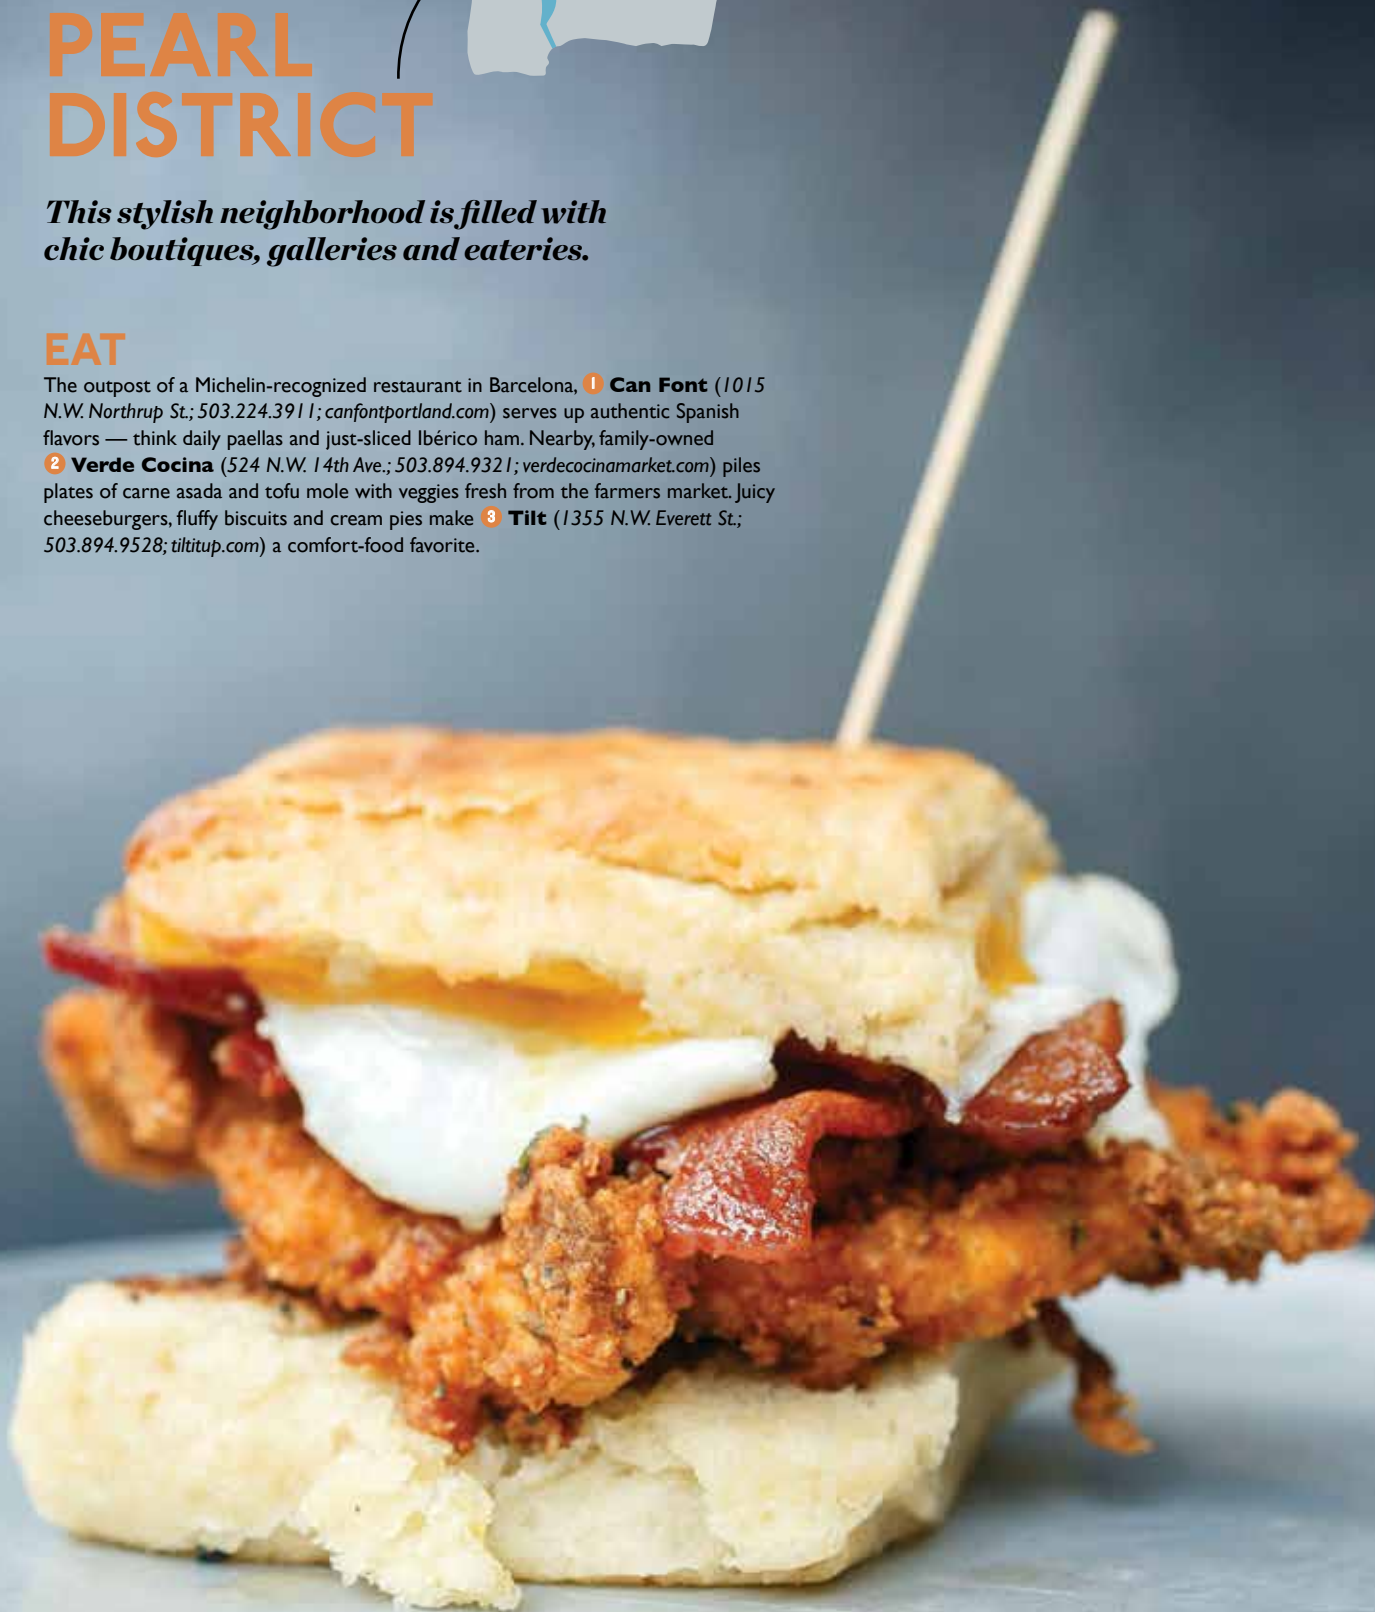 PEARL
DISTRICT
This stylish neighborhood is filled with
chic boutiques, galleries and eateries.
EAT
The outpost of a Michelin-recognized restaurant in Barcelona, 1 Can Font (1015
N.W. Northrup St.; 503.224.3911; canfontportland.com) serves up authentic Spanish
flavors — think daily paellas and just-sliced Ibérico ham. Nearby, family-owned
2 Verde Cocina (524 N.W. 14th Ave.; 503.894.9321; verdecocinamarket.com) piles
plates of carne asada and tofu mole with veggies fresh from the farmers market. Juicy
cheeseburgers, fluffy biscuits and cream pies make 3 Tilt (1355 N.W. Everett St.;
503.894.9528; tiltitup.com) a comfort-food favorite.